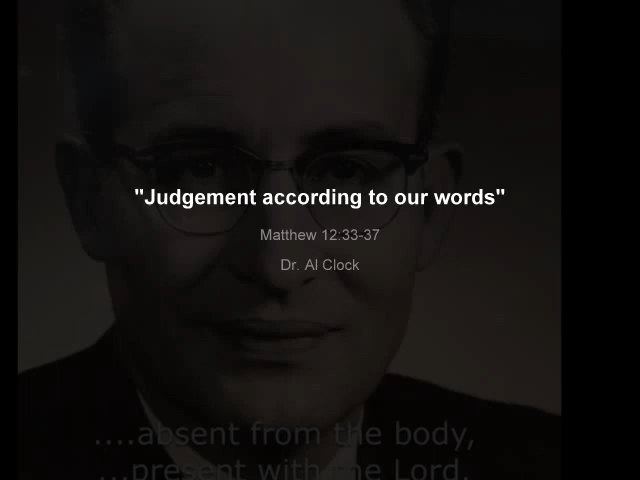 "Judgement according to our words"
Matthew 12:33-37
Dr. Al Clock
....absent from the body,
...present with the Lord.